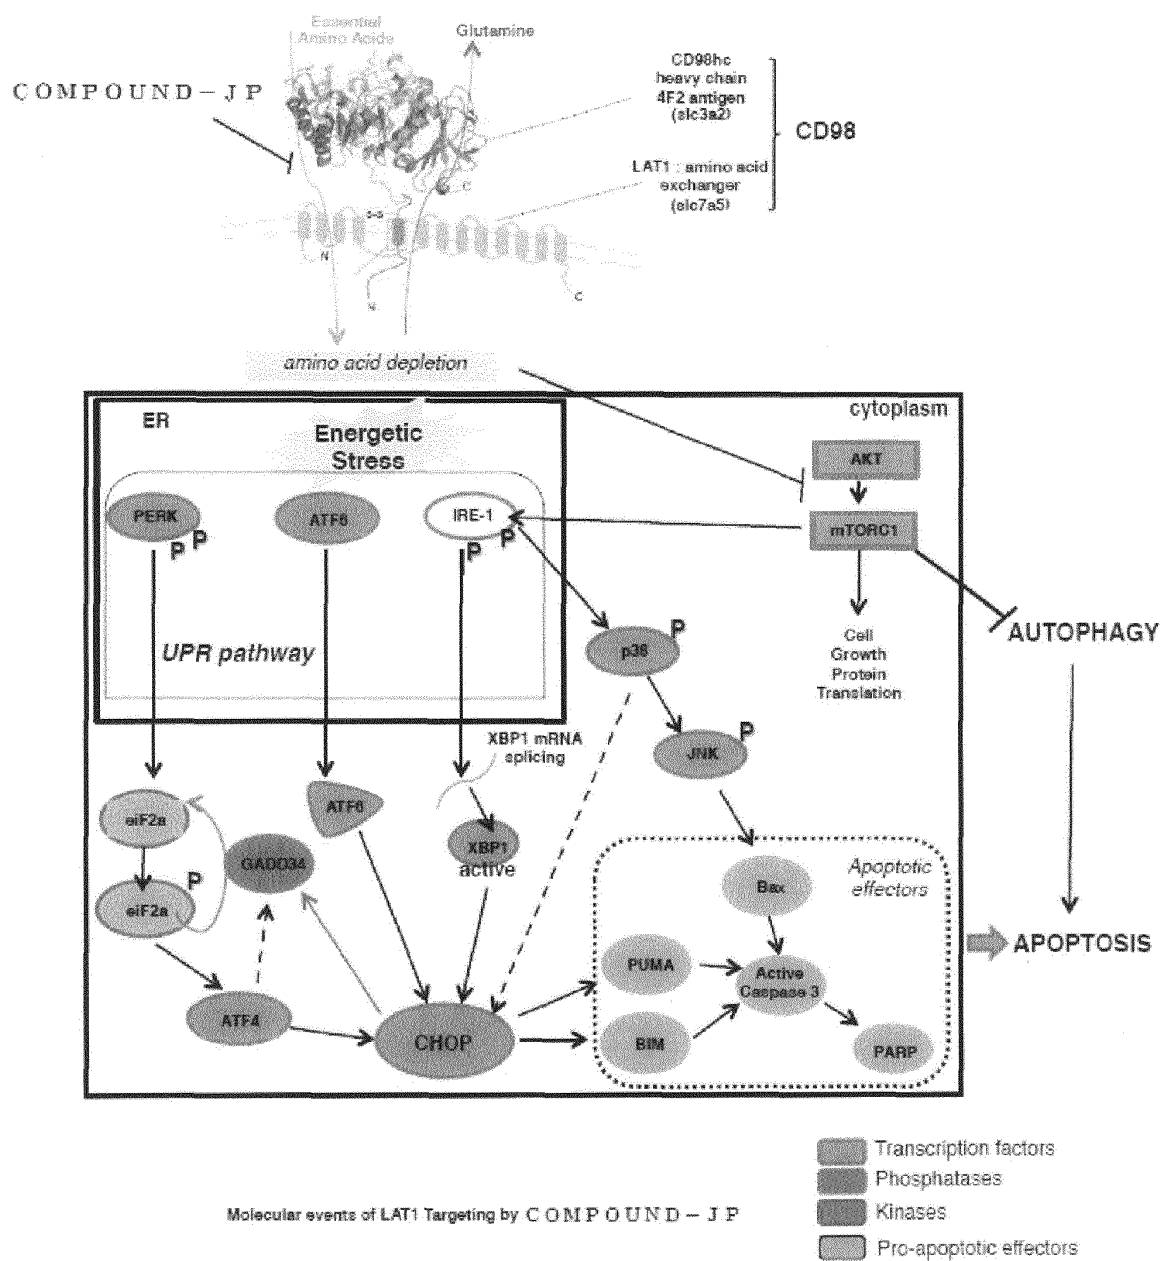 Essential
Amino Acids
Glutamine
COMPOUND-JP
CD98hc
heavy chain
4F2 antigen
(slc3a2)
CD98
LAT1 : amino acid
exchanger
(slc7a5)
C
S-S
N
N
C
amino acid depletion
ER
cytoplasm
Energetic
Stress
AKT
PERK
ATF6
IRE-1
mTORC1
P P
P P
UPR pathway
p38
P
Cell
Growth
Protein
Translation
AUTOPHAGY
XBP1 mRNA
splicing
JNK
P
eiF2a
ATF6
GADD34
XBP1
active
P
eiF2a
Bax
Apoptotic
effectors
APOPTOSIS
PUMA
Active
Caspase 3
ATF4
CHOP
BIM
PARP
Transcription factors
Phosphatases
Kinases
Pro-apoptotic effectors
Molecular events of LAT1 Targeting by COMPOUND-JP